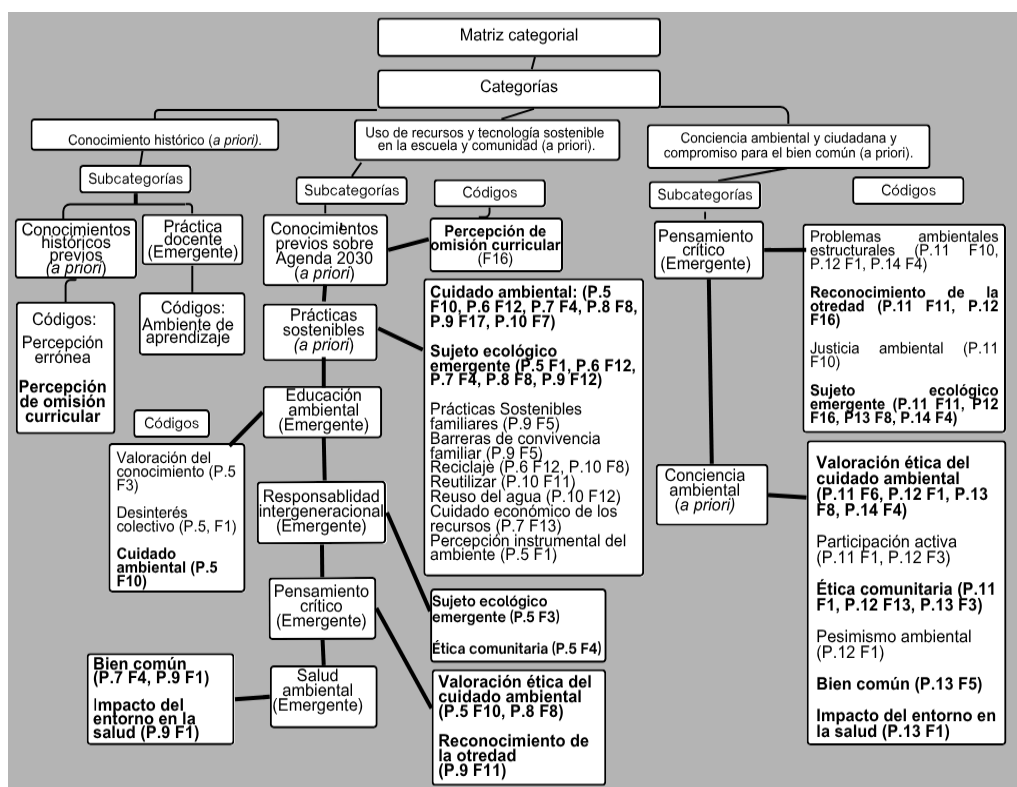 Matriz categorial
Categorías
Conocimiento histórico (a priori).
Subcategorías
Conocimientos
históricos
previos
(a priori)
Práctica
docente
(Emergente)
Códigos:
Percepción
errónea
Percepción
de omisión
curricular
Códigos:
Ambiente de
aprendizaje
Uso de recursos y tecnología sostenible
en la escuela y comunidad (a priori).
Subcategorías
Códigos
Conocimientos
previos sobre
Agenda 2030
(a priori)
Percepción de
omisión curricular
(F16)
Prácticas
sostenibles
(a priori)
Cuidado ambiental: (P.5
F10, P.6 F12, P.7 F4, P.8 F8,
P.9 F17, P.10 F7)
Sujeto ecológico
emergente (P.5 F1, P.6 F12,
P.7 F4, P.8 F8, P.9 F12)
Prácticas Sostenibles
familiares (P.9 F5)
Barreras de convivencia
familiar (P.9 F5)
Reciclaje (P.6 F12, P.10 F8)
Reutilizar (P.10 F11)
Reuso del agua (P.10 F12)
Cuidado económico de los
recursos (P.7 F13)
Percepción instrumental del
ambiente (P.5 F1)
Educación
ambiental
(Emergente)
Códigos
Valoración del
conocimiento (P.5
F3)
Desinterés
colectivo (P.5, F1)
Cuidado
ambiental (P.5
F10)
Responsablidad
intergeneracional
(Emergente)
Sujeto ecológico
emergente (P.5 F3)
Ética comunitaria (P.5 F4)
Pensamiento
crítico
(Emergente)
Valoración ética del
cuidado ambiental
(P.5 F10, P.8 F8)
Reconocimiento de
la otredad
(P.9 F11)
Salud
ambiental
(Emergente)
Bien común
(P.7 F4, P.9 F1)
Impacto del
entorno en la
salud (P.9 F1)
Conciencia ambiental y ciudadana y
compromiso para el bien común (a priori).
Subcategorías
Códigos
Pensamiento
crítico
(Emergente)
Problemas ambientales
estructurales (P.11 F10,
P.12 F1, P.14 F4)
Reconocimiento de la
otredad (P.11 F11, P.12
F16)
Justicia ambiental (P.11
F10)
Sujeto ecológico
emergente (P.11 F11, P12
F16, P13 F8, P.14 F4)
Conciencia
ambiental
(a priori)
Valoración ética del
cuidado ambiental
(P.11 F6, P.12 F1, P.13
F8, P.14 F4)
Participación activa
(P.11 F1, P.12 F3)
Ética comunitaria (P.11
F1, P.12 F13, P.13 F3)
Pesimismo ambiental
(P.12 F1)
Bien común (P.13 F5)
Impacto del entorno en
la salud (P.13 F1)